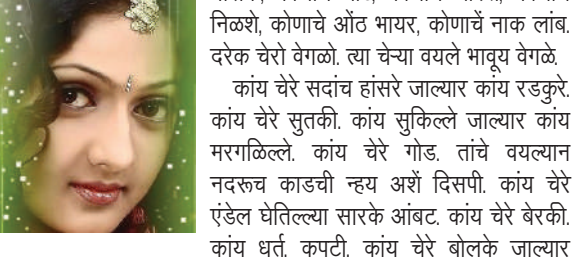 निळशे, कोणाचे ओंठ भायर, कोणाचें नाक लांब.
दरेक चेरो वेगळो. त्या चेऱ्या वयले भावूय वेगळे.
कांय चेरे सदांच हांसरे जाल्यार कांय रडकुरे.
कांय चेरे सुतकी. कांय सुकिल्ले जाल्यार कांय
मरगळिल्ले. कांय चेरे गोड. तांचे वयल्यान
नदरूच काडची न्हय अशें दिसपी. कांय चेरे
एंडेल घेतिल्ल्या सारके आंबट. कांय चेरे बेरकी.
कांय धूर्त. कपटी. कांय चेरे बोलके जाल्यार